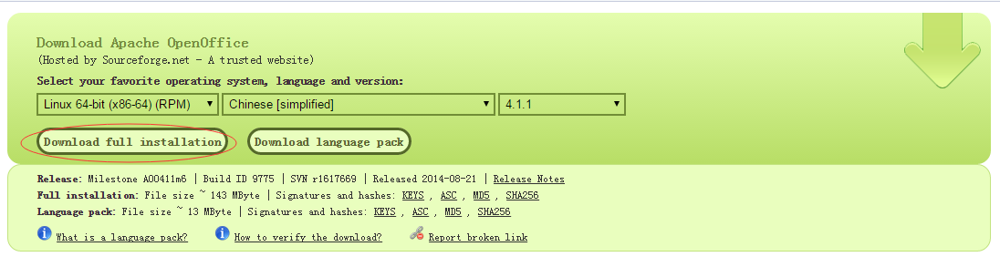 Download Apache OpenOffice
(Hosted by Sourceforge.net - A trusted website)
Select your favorite operating system, language and version:
Linux 64-bit (x86-64) (RPM) Chinese [simplified] 4.1.1
Download full installation Download language pack
Release: Milestone AOO411m6 | Build ID 9775 | SVN r1617669 | Released 2014-08-21 | Release Notes
Full installation: File size ~ 143 MByte | Signatures and hashes: KEYS , ASC , MD5 , SHA256
Language pack: File size ~ 13 MByte | Signatures and hashes: KEYS , ASC , MD5 , SHA256
What is a language pack? How to verify the download? Report broken link